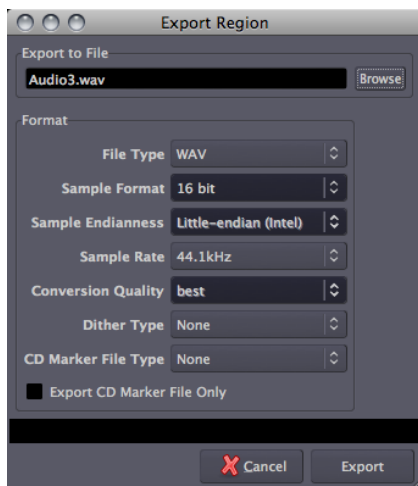 Export Region
Export to File
Audio3.wav Browse
Format
File Type WAV
Sample Format 16 bit
Sample Endianness Little-endian (Intel)
Sample Rate 44.1kHz
Conversion Quality best
Dither Type None
CD Marker File Type None
Export CD Marker File Only
Cancel Export